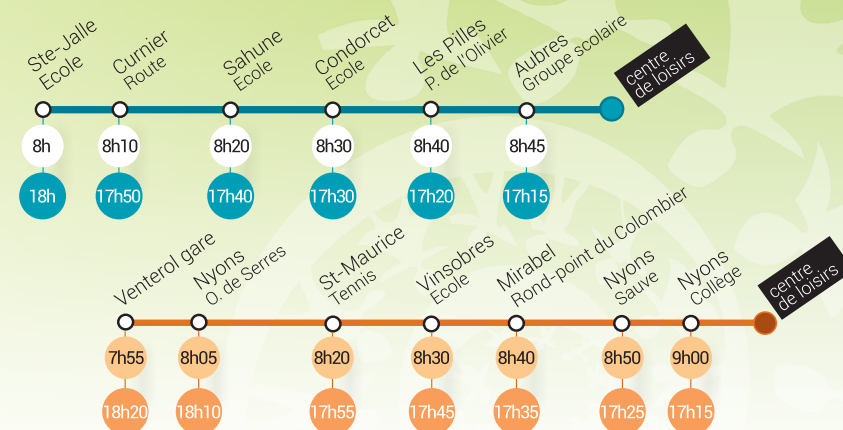 Ste-Jalle
Ecole
Curnier
Route
Sahune
Ecole
Condorcet
Ecole
Les Pilles
P. de l'Olivier
Aubres
Groupe scolaire
centre
de loisirs
8h
8h10
8h20
8h30
8h40
8h45
18h
17h50
17h40
17h30
17h20
17h15
Venterol gare
Nyons
O. de Serres
St-Maurice
Tennis
Vinsobres
Ecole
Mirabel
Rond-point du Colombier
Nyons
Sauve
Nyons
Collège
centre
de loisirs
7h55
8h05
8h20
8h30
8h40
8h50
9h00
18h20
18h10
17h55
17h45
17h35
17h25
17h15